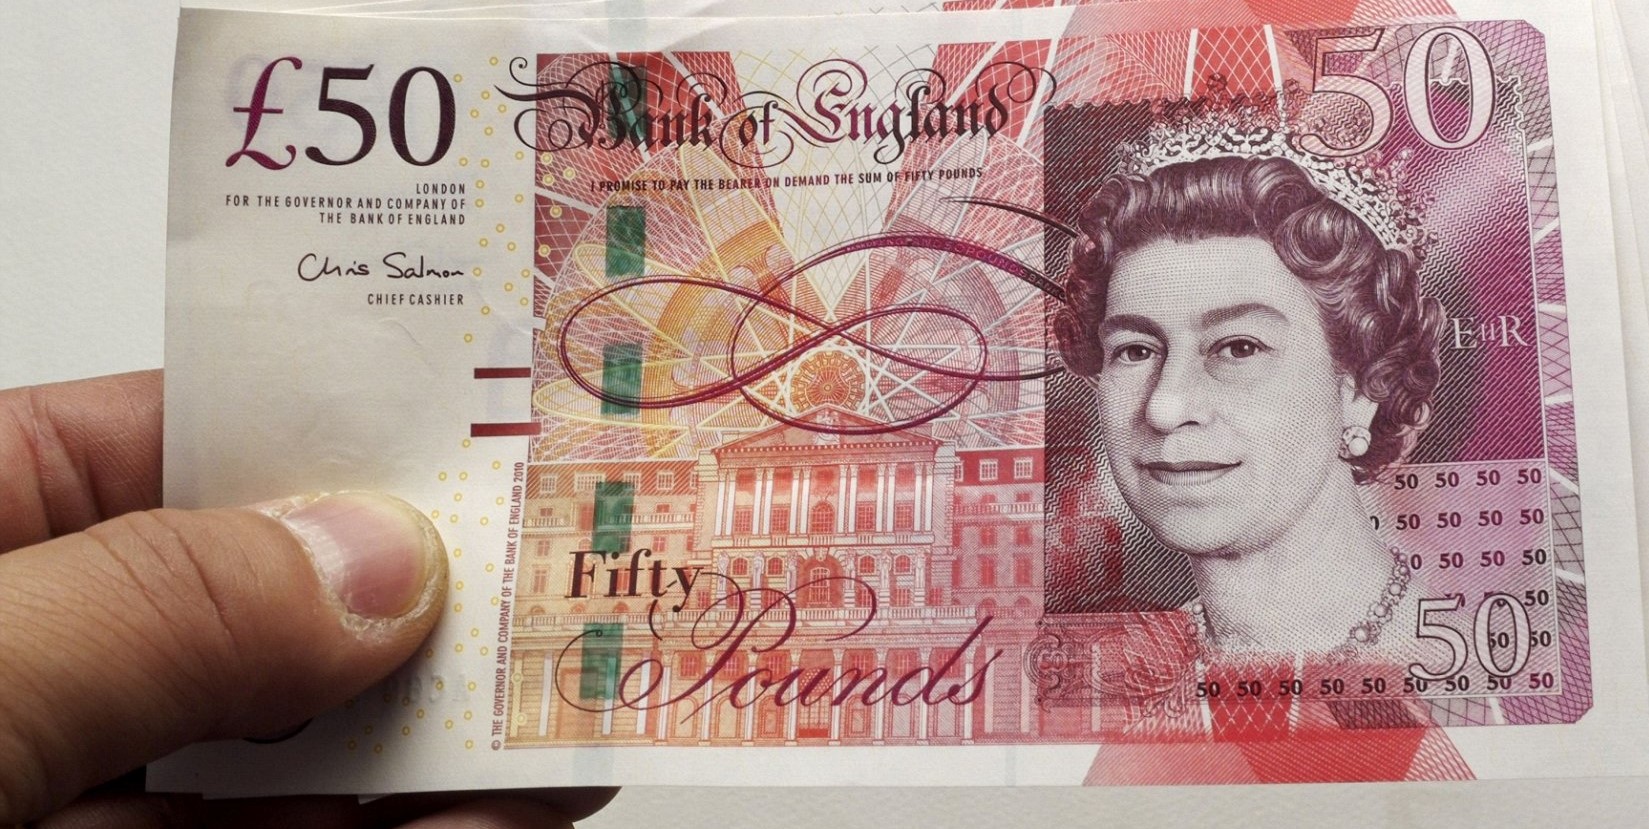 £50
Bank of England
50
I PROMISE TO PAY THE BEARER ON DEMAND THE SUM OF FIFTY POUNDS
LONDON
FOR THE GOVERNOR AND COMPANY OF
THE BANK OF ENGLAND
Chris Salmon
CHIEF CASHIER
EIIR
© THE GOVERNOR AND COMPANY OF THE BANK OF ENGLAND 2010
Fifty
Pounds
50 50 50 50
50 50 50
0 50 50 50
50
50
50 50
50 50 50 50 50 50 50 50 50